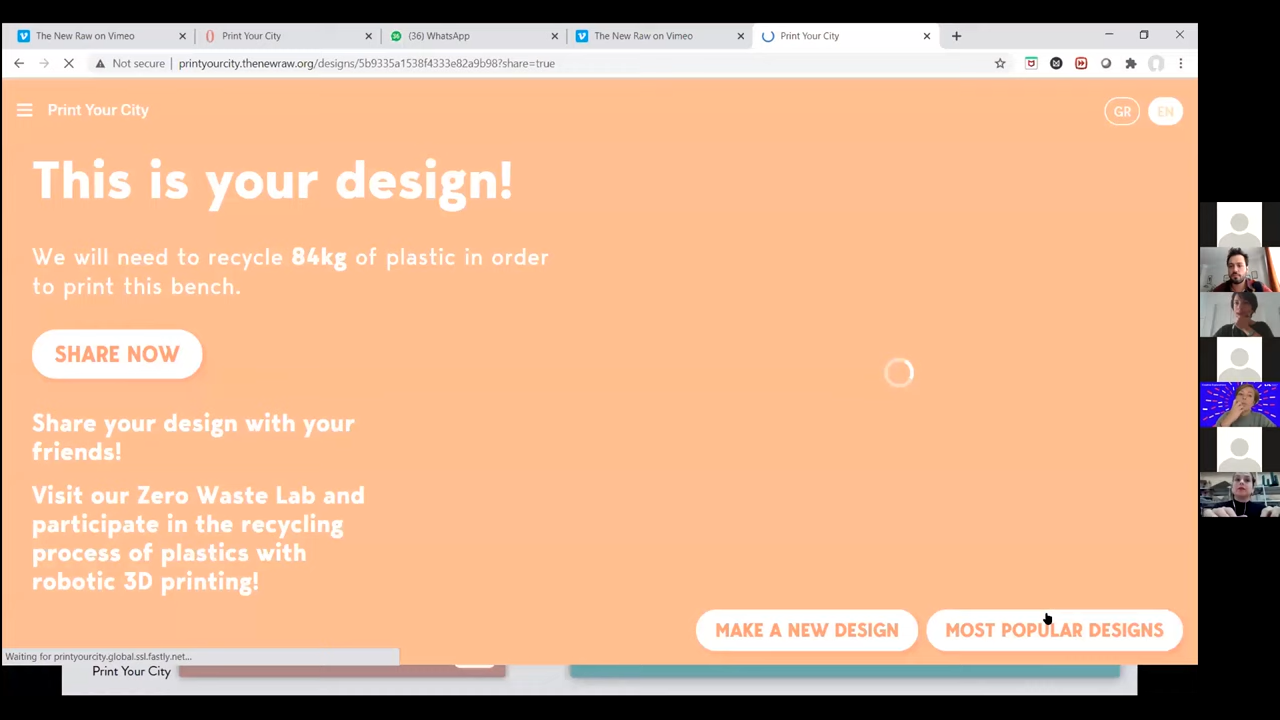 The New Raw on Vimeo
Print Your City
(36) WhatsApp
The New Raw on Vimeo
Print Your City
Not secure | printyourcity.thenewraw.org/designs/5b9335a1538f4333e82a9b98?share=true
Print Your City
GR
EN
This is your design!
We will need to recycle 84kg of plastic in order
to print this bench.
SHARE NOW
Share your design with your
friends!
Visit our Zero Waste Lab and
participate in the recycling
process of plastics with
robotic 3D printing!
MAKE A NEW DESIGN
MOST POPULAR DESIGNS
Waiting for printyourcity.global.ssl.fastly.net...
Print Your City